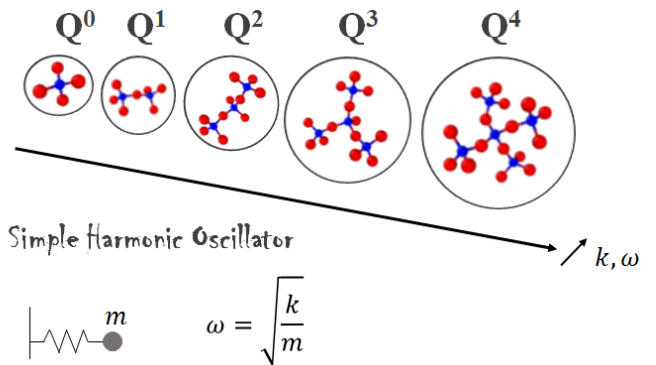 Q⁰ Q¹ Q² Q³ Q⁴
Simple Harmonic Oscillator
k, ω
m
ω = √(k/m)